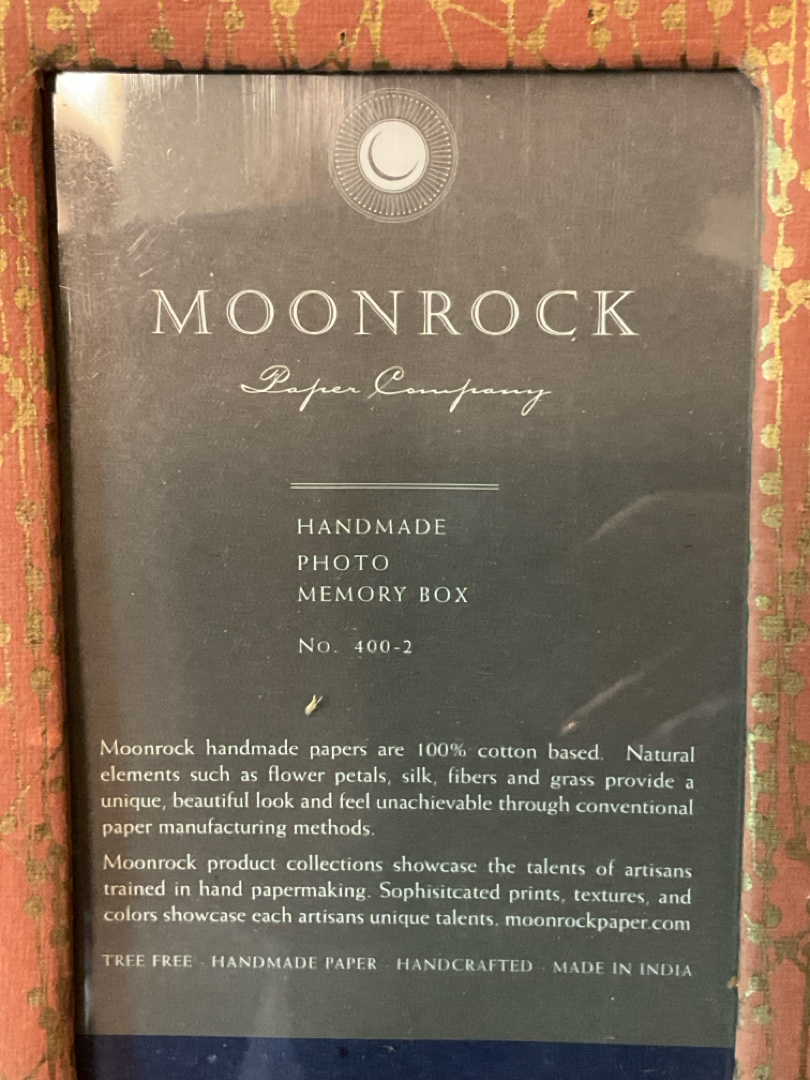 MOONROCK
Paper Company
HANDMADE
PHOTO
MEMORY BOX
No. 400-2
Moonrock handmade papers are 100% cotton based. Natural
elements such as flower petals, silk, fibers and grass provide a
unique, beautiful look and feel unachievable through conventional
paper manufacturing methods.
Moonrock product collections showcase the talents of artisans
trained in hand papermaking. Sophisitcated prints, textures, and
colors showcase each artisans unique talents. moonrockpaper.com
TREE FREE · HANDMADE PAPER · HANDCRAFTED · MADE IN INDIA